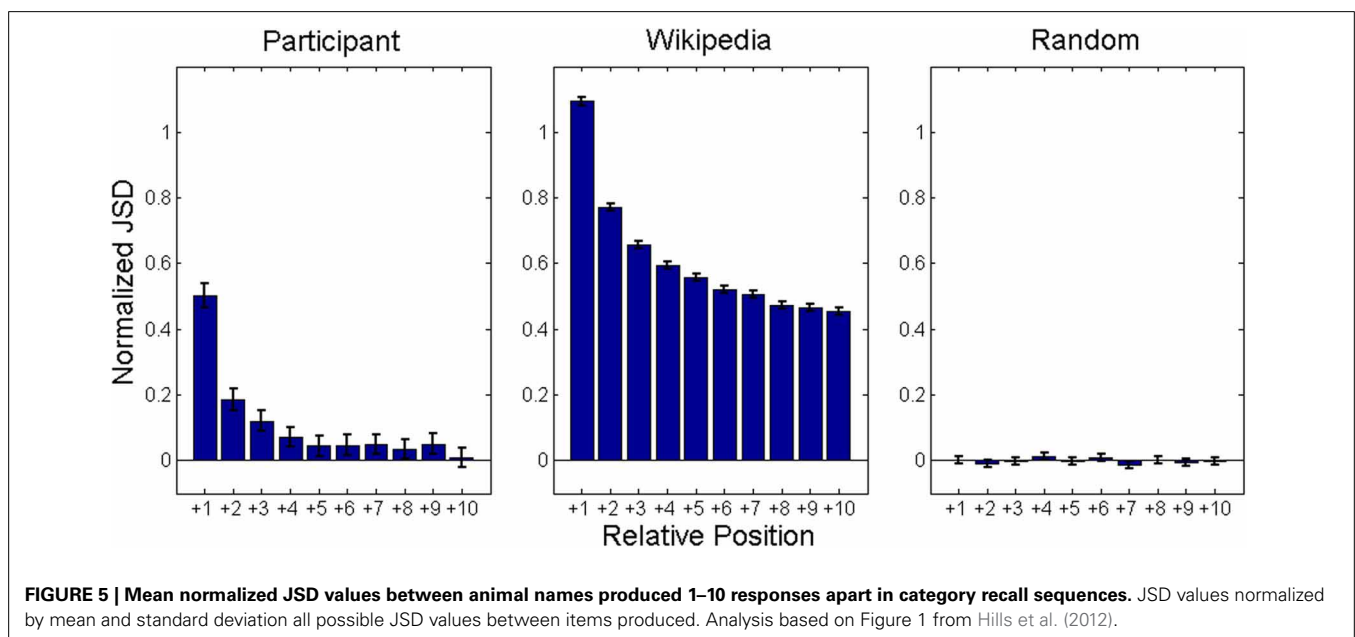 Participant
Wikipedia
Random
Normalized JSD
1
0.8
0.6
0.4
0.2
0
+1 +2 +3 +4 +5 +6 +7 +8 +9 +10
1
0.8
0.6
0.4
0.2
0
+1 +2 +3 +4 +5 +6 +7 +8 +9 +10
1
0.8
0.6
0.4
0.2
0
+1 +2 +3 +4 +5 +6 +7 +8 +9 +10
Relative Position
FIGURE 5 | Mean normalized JSD values between animal names produced 1–10 responses apart in category recall sequences. JSD values normalized
by mean and standard deviation all possible JSD values between items produced. Analysis based on Figure 1 from Hills et al. (2012).